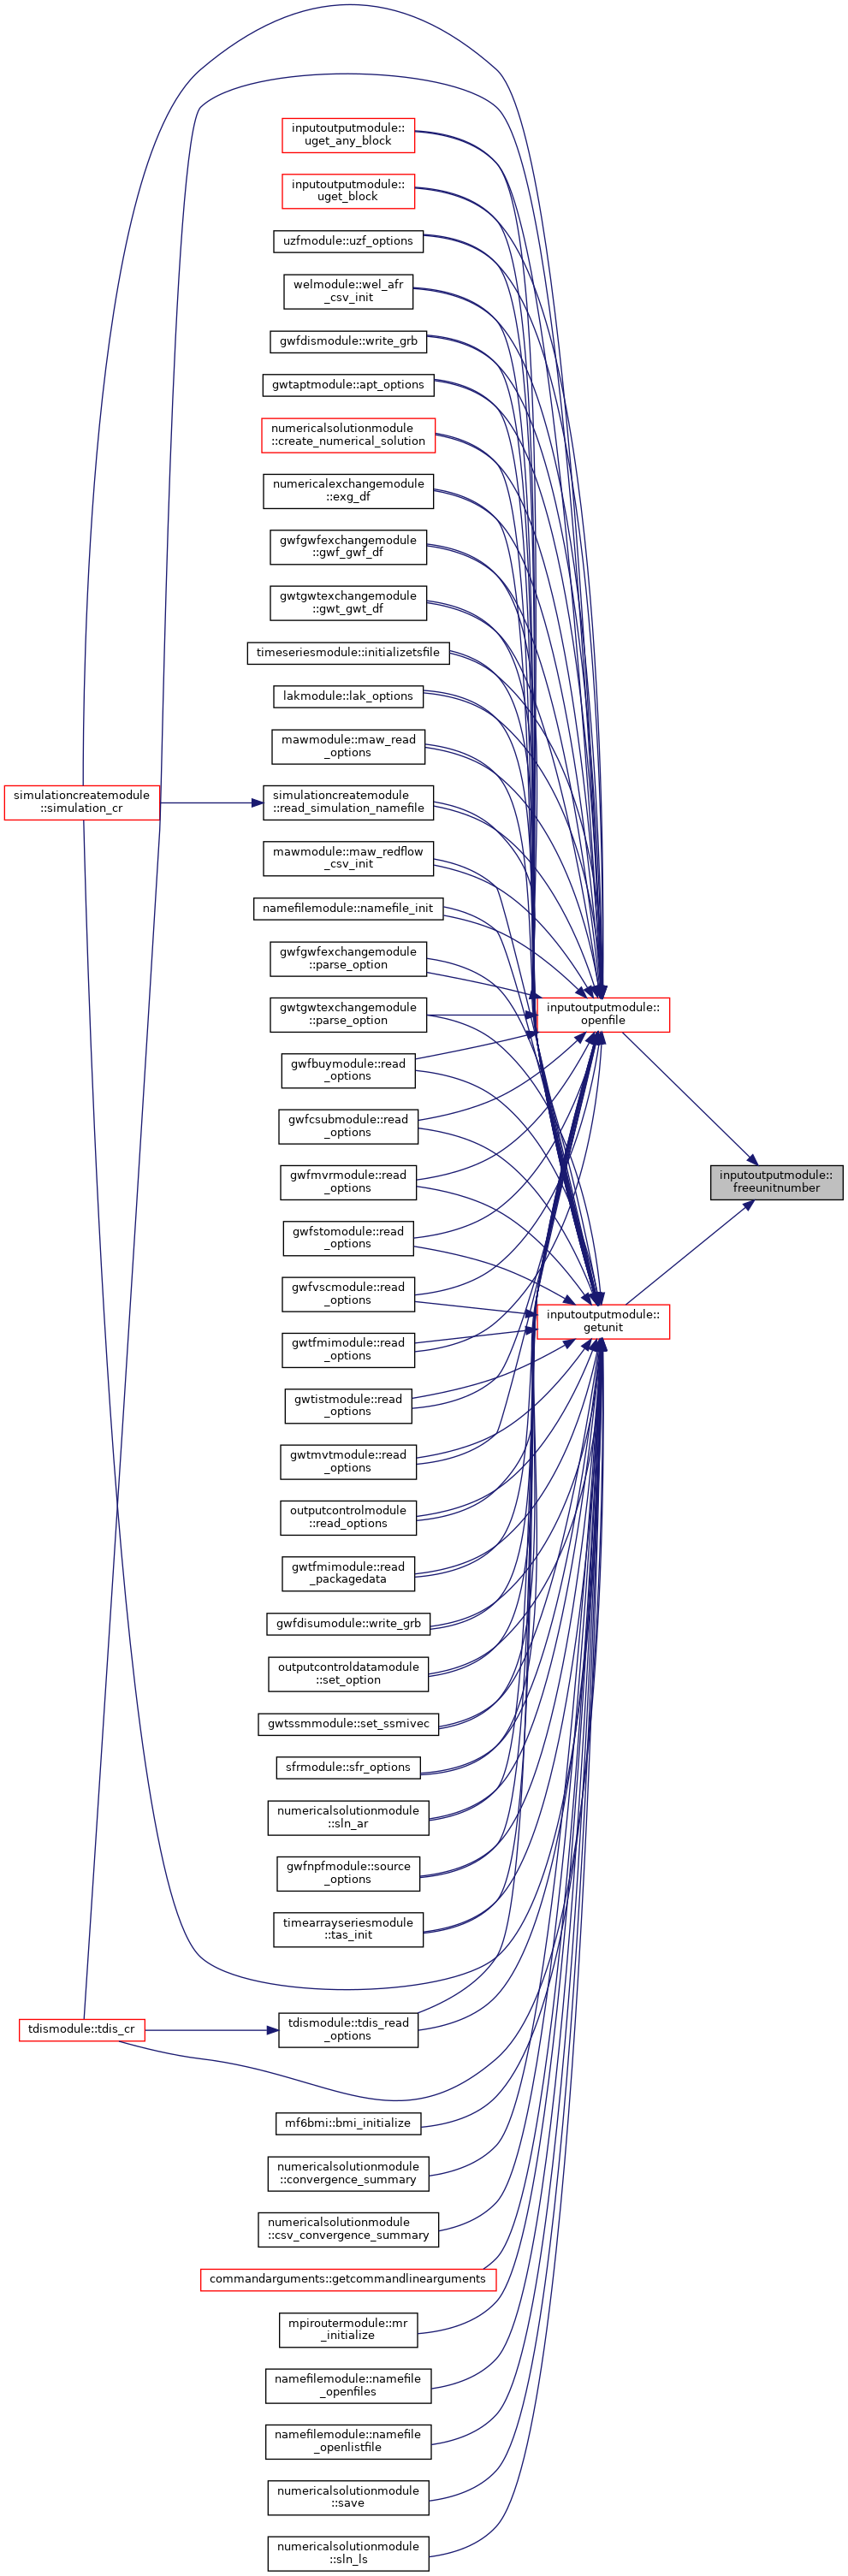 inputoutputmodule::
uget_any_block
inputoutputmodule::
uget_block
uzfmodule::uzf_options
welmodule::wel_afr
_csv_init
gwfdismodule::write_grb
gwtaptmodule::apt_options
numericalsolutionmodule
::create_numerical_solution
numericalexchangemodule
::exg_df
gwfgwfexchangemodule
::gwf_gwf_df
gwtgwtexchangemodule
::gwt_gwt_df
timeseriesmodule::initializetsfile
lakmodule::lak_options
mawmodule::maw_read
_options
simulationcreatemodule
::simulation_cr
simulationcreatemodule
::read_simulation_namefile
mawmodule::maw_redflow
_csv_init
namefilemodule::namefile_init
gwfgwfexchangemodule
::parse_option
inputoutputmodule::
openfile
gwtgwtexchangemodule
::parse_option
gwfbuymodule::read
_options
gwfcsubmodule::read
_options
inputoutputmodule::
freeunitnumber
gwfmvrmodule::read
_options
gwfstomodule::read
_options
gwfvscmodule::read
_options
inputoutputmodule::
getunit
gwtfmimodule::read
_options
gwtistmodule::read
_options
gwtmvtmodule::read
_options
outputcontrolmodule
::read_options
gwtfmimodule::read
_packagedata
gwfdisumodule::write_grb
outputcontroldatamodule
::set_option
gwtssmmodule::set_ssmivec
sfrmodule::sfr_options
numericalsolutionmodule
::sln_ar
gwfnpfmodule::source
_options
timearrayseriesmodule
::tas_init
tdismodule::tdis_cr
tdismodule::tdis_read
_options
mf6bmi::bmi_initialize
numericalsolutionmodule
::convergence_summary
numericalsolutionmodule
::csv_convergence_summary
commandarguments::getcommandlinearguments
mpiroutermodule::mr
_initialize
namefilemodule::namefile
_openfiles
namefilemodule::namefile
_openlistfile
numericalsolutionmodule
::save
numericalsolutionmodule
::sln_ls